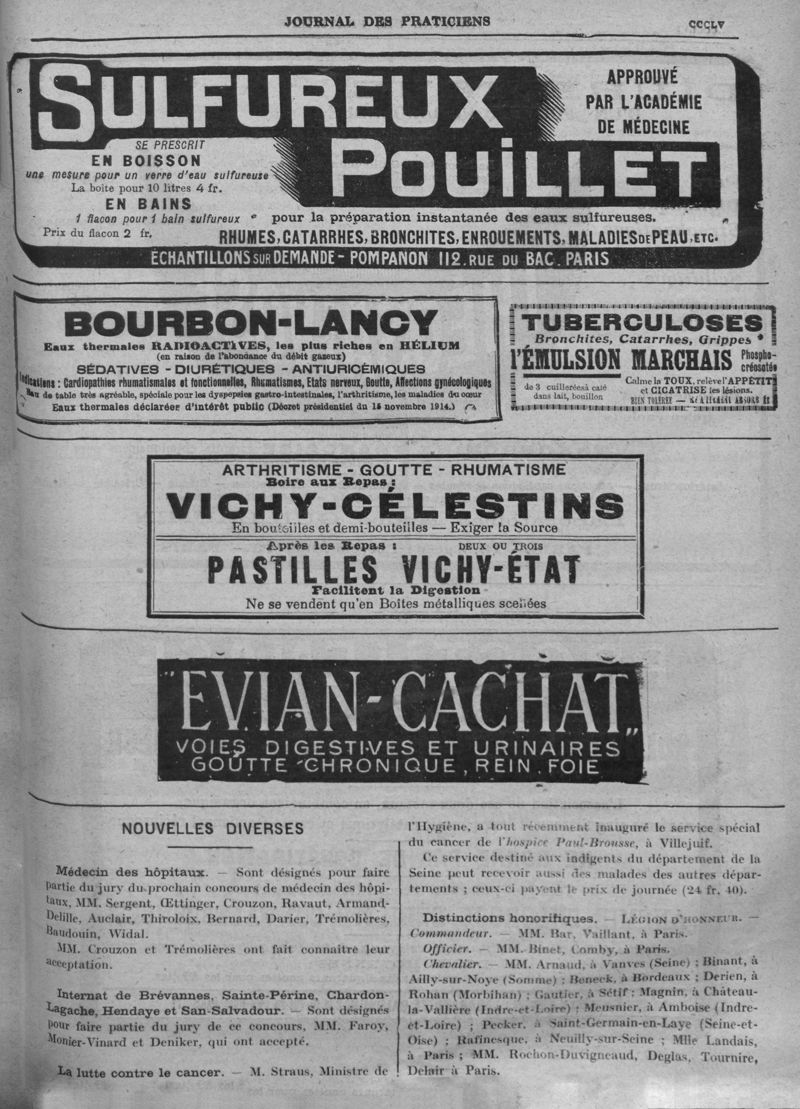 JOURNAL DES PRATICIENS
CCCLV
SULFUREUX
POUILLET
APPROUVÉ
PAR L'ACADÉMIE
DE MÉDECINE
SE PRESCRIT
EN BOISSON
une mesure pour un verre d'eau sulfureuse
La boite pour 10 litres 4 fr.
EN BAINS
1 flacon pour 1 bain sulfureux
Prix du flacon 2 fr.
pour la préparation instantanée des eaux sulfureuses.
RHUMES, CATARRHES, BRONCHITES, ENROUEMENTS, MALADIES DE PEAU, ETC.
ÉCHANTILLONS SUR DEMANDE - POMPANON 112. RUE DU BAC. PARIS
BOURBON-LANCY
Eaux thermales RADIOACTIVES, les plus riches en HÉLIUM
(en raison de l'abondance du débit gazeux)
SÉDATIVES - DIURÉTIQUES - ANTIURICÉMIQUES
Indications : Cardiopathies rhumatismales et fonctionnelles, Rhumatismes, Etats nerveux, Goutte, Affections gynécologiques
Eau de table très agréable, spéciale pour les dyspepsies gastro-intestinales, l'arthritisme, les maladies du cœur
Eaux thermales déclarées d'intérêt public (Décret présidentiel du 15 novembre 1914.)
TUBERCULOSES
Bronchites, Catarrhes, Grippes
l'ÉMULSION MARCHAIS Phospho-
créosotée
de 3 cuillerées à café
dans lait, bouillon
Calme la TOUX, relève l'APPÉTIT
et CICATRISE les lésions.
BIEN TOLÉRÉE —
ARTHRITISME - GOUTTE - RHUMATISME
Boire aux Repas :
VICHY-CÉLESTINS
En bouteilles et demi-bouteilles — Exiger la Source
Après les Repas : DEUX OU TROIS
PASTILLES VICHY-ÉTAT
Facilitent la Digestion
Ne se vendent qu'en Boîtes métalliques scellées
"EVIAN-CACHAT„
VOIES DIGESTIVES ET URINAIRES
GOUTTE CHRONIQUE, REIN. FOIE
NOUVELLES DIVERSES
Médecin des hôpitaux. — Sont désignés pour faire
partie du jury du prochain concours de médecin des hôpi-
taux, MM. Sergent, Œttinger, Crouzon, Ravaut, Armand-
Delille, Auclair, Thiroloix, Bernard, Darier, Trémolières,
Baudouin, Widal.
MM. Crouzon et Trémolières ont fait connaître leur
acceptation.
Internat de Brévannes, Sainte-Périne, Chardon-
Lagache, Hendaye et San-Salvadour. — Sont désignés
pour faire partie du jury de ce concours, MM. Faroy,
Monier-Vinard et Deniker, qui ont accepté.
La lutte contre le cancer. — M. Straus, Ministre de
l'Hygiène, a tout récemment inauguré le service spécial
du cancer de l'hospice Paul-Brousse, à Villejuif.
Ce service destiné aux indigents du département de la
Seine peut recevoir aussi des malades des autres dépar-
tements ; ceux-ci payent le prix de journée (24 fr. 40).
Distinctions honorifiques. — LÉGION D'HONNEUR. —
Commandeur. — MM. Bar, Vaillant, à Paris.
Officier. — MM. Binet, Comby, à Paris.
Chevalier. — MM. Arnaud, à Vanves (Seine) ; Binant, à
Ailly-sur-Noye (Somme) ; Beneck, à Bordeaux ; Derien, à
Rohan (Morbihan) ; Gautier, à Sétif ; Magnin, à Château-
la-Vallière (Indre-et-Loire) ; Meusnier, à Amboise (Indre-
et-Loire) ; Pecker, à Saint-Germain-en-Laye (Seine-et-
Oise) ; Rafinesque, à Neuilly-sur-Seine ; Mlle Landais,
à Paris ; MM. Rochon-Duvigneaud, Deglas, Tournire,
Delair à Paris.